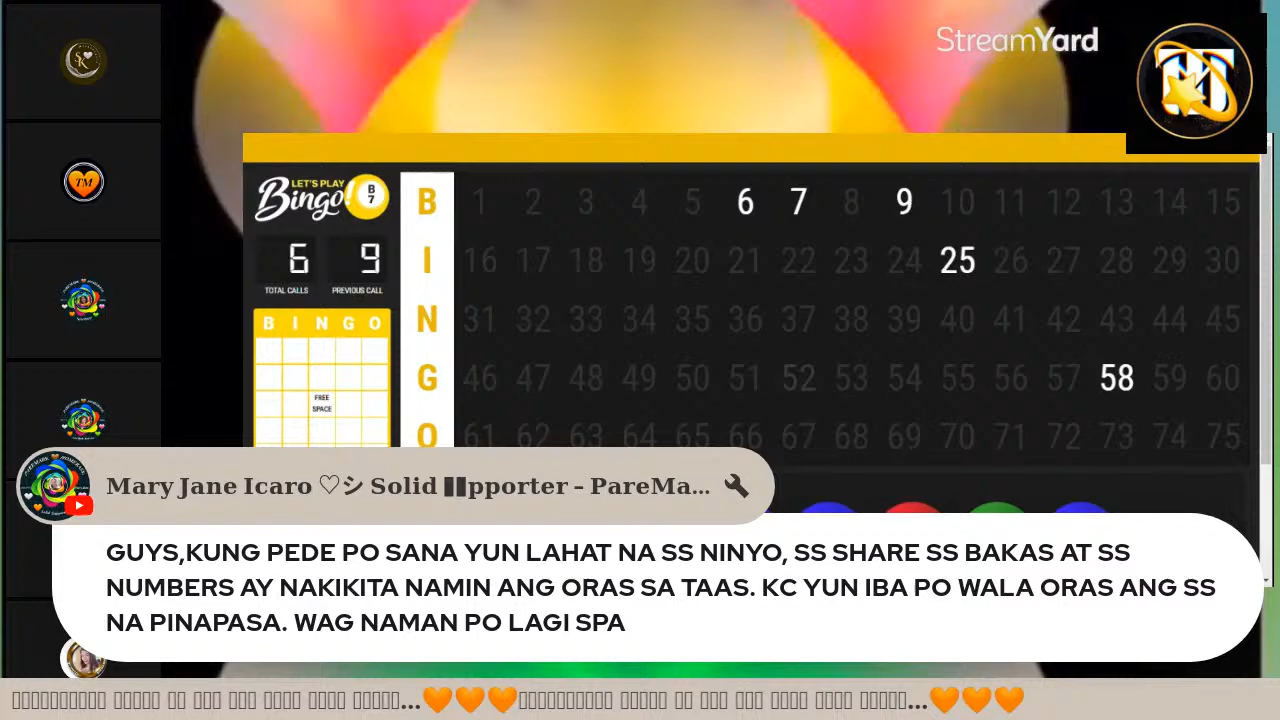 StreamYard
SK
TM
MT
LET'S PLAY
Bingo!
B
7
6 9
TOTAL CALLS PREVIOUS CALL
B I N G O
FREE
SPACE
B 1 2 3 4 5 6 7 8 9 10 11 12 13 14 15
I 16 17 18 19 20 21 22 23 24 25 26 27 28 29 30
N 31 32 33 34 35 36 37 38 39 40 41 42 43 44 45
G 46 47 48 49 50 51 52 53 54 55 56 57 58 59 60
O 61 62 63 64 65 66 67 68 69 70 71 72 73 74 75
Mary Jane Icaro ♡シ Solid pporter – PareMa...
GUYS,KUNG PEDE PO SANA YUN LAHAT NA SS NINYO, SS SHARE SS BAKAS AT SS
NUMBERS AY NAKIKITA NAMIN ANG ORAS SA TAAS. KC YUN IBA PO WALA ORAS ANG SS
NA PINAPASA. WAG NAMAN PO LAGI SPA